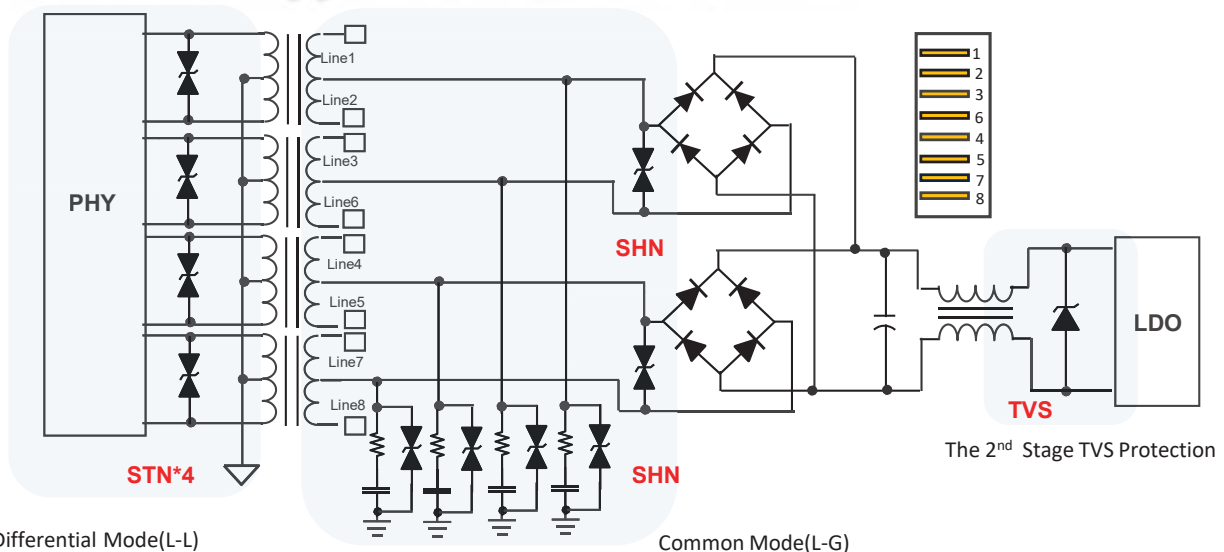 PHY
Line1
Line2
Line3
Line6
Line4
Line5
Line7
Line8
STN*4
SHN
SHN
1
2
3
6
4
5
7
8
LDO
TVS
The 2nd Stage TVS Protection
Differential Mode(L-L)
Common Mode(L-G)